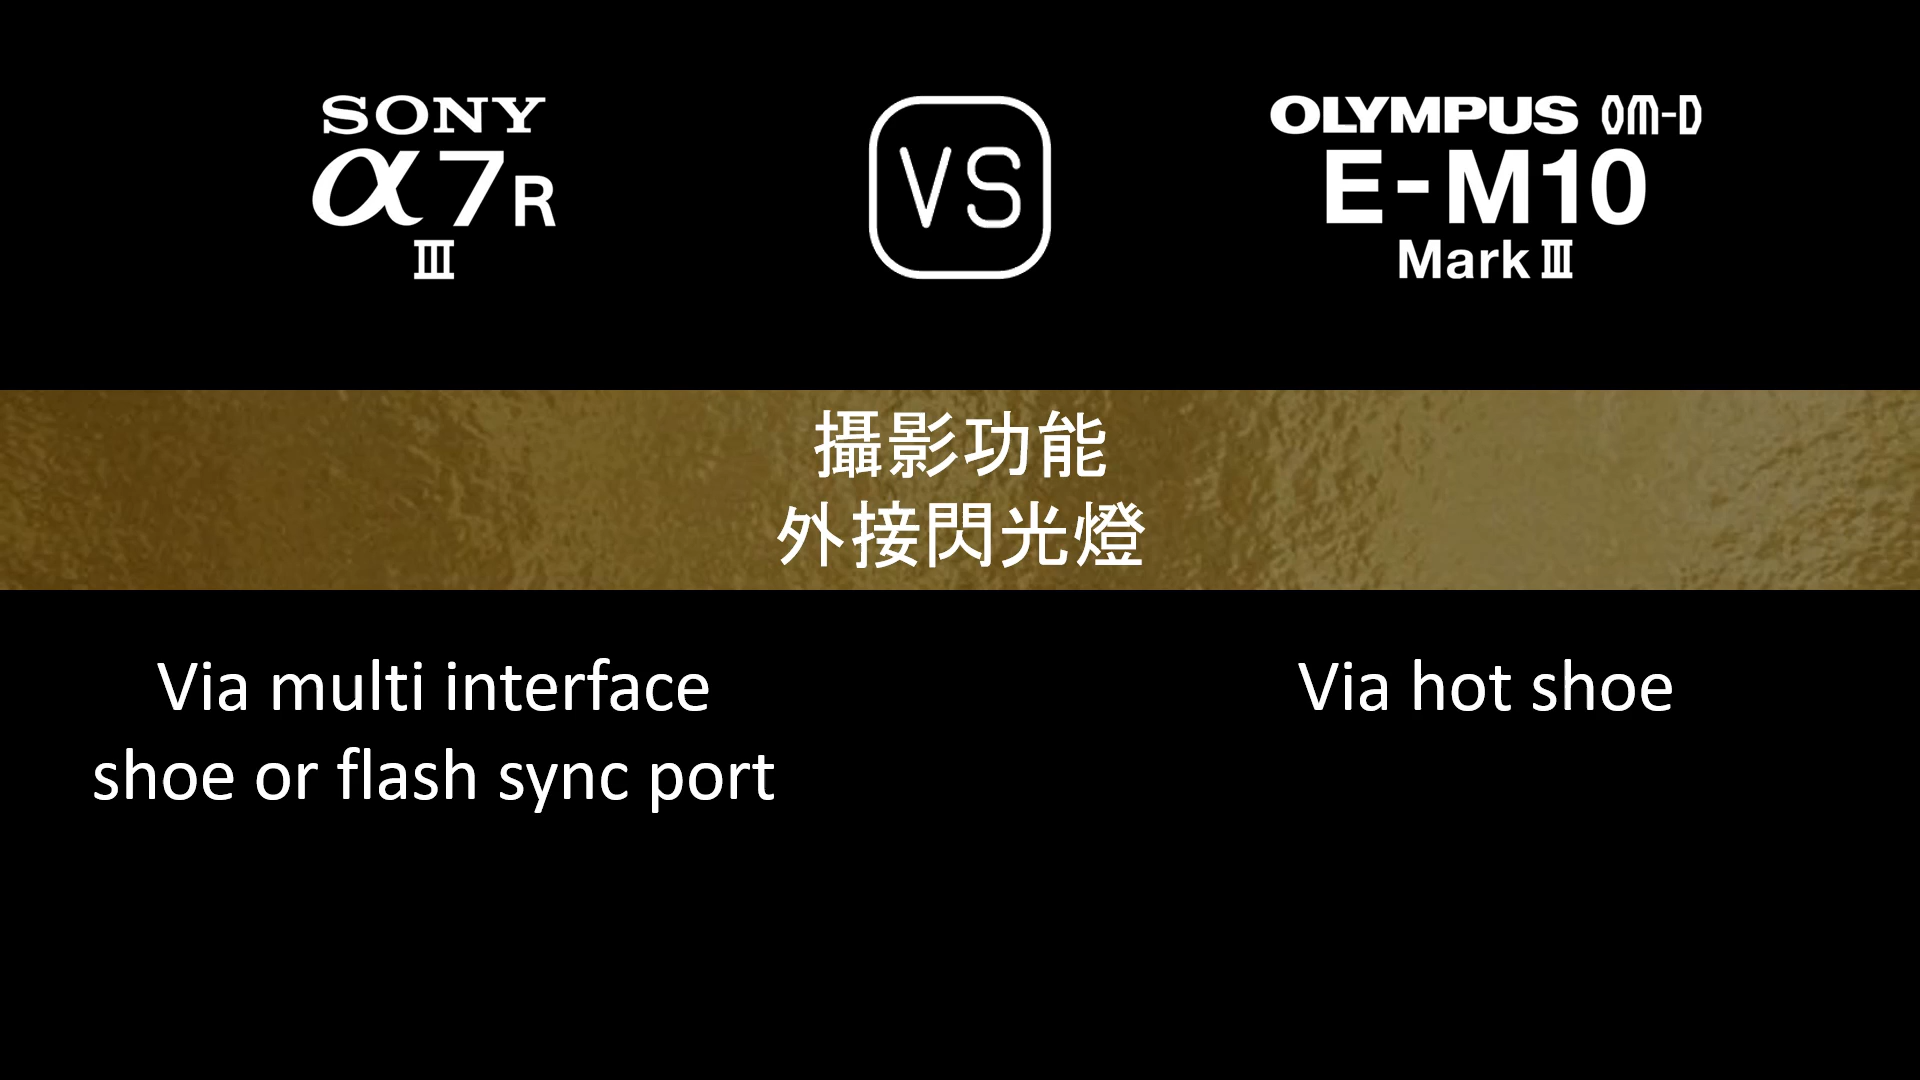 SONY
α7R
III
VS
OLYMPUS OM-D
E-M10
Mark III
攝影功能
外接閃光燈
Via multi interface
shoe or flash sync port
Via hot shoe